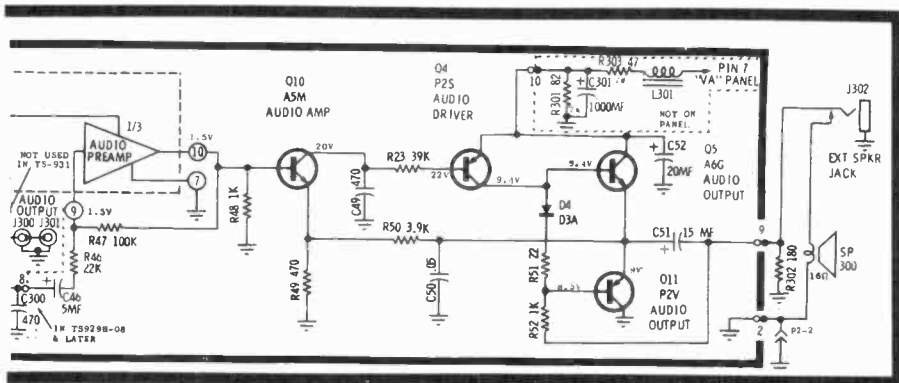 1/3
AUDIO
PREAMP
10
1.5V
7
9
1.5V
NOT USED
IN TS-931
AUDIO
OUTPUT
J300 J301
R47 100K
R46
22K
8
C300
470
+
C46
5MF
IN TS929B-08
& LATER
R48 1K
Q10
A5M
AUDIO AMP
20V
R49 470
C49
470
R23 39K
R50 3.9K
C50
.05
Q4
P2S
AUDIO
DRIVER
22V
9.4V
D4
D3A
R51 22
R52 1K
9.4V
8.5V
10
R301 82
+
C301
1000MF
R303 47
L301
PIN 7
"VA" PANEL
NOT ON
PANEL
Q5
A6G
AUDIO
OUTPUT
+
C52
20MF
C51
15 MF
+
9V
Q11
P2V
AUDIO
OUTPUT
9
R302 180
2
P2-2
J302
EXT SPKR
JACK
16Ω
SP
300